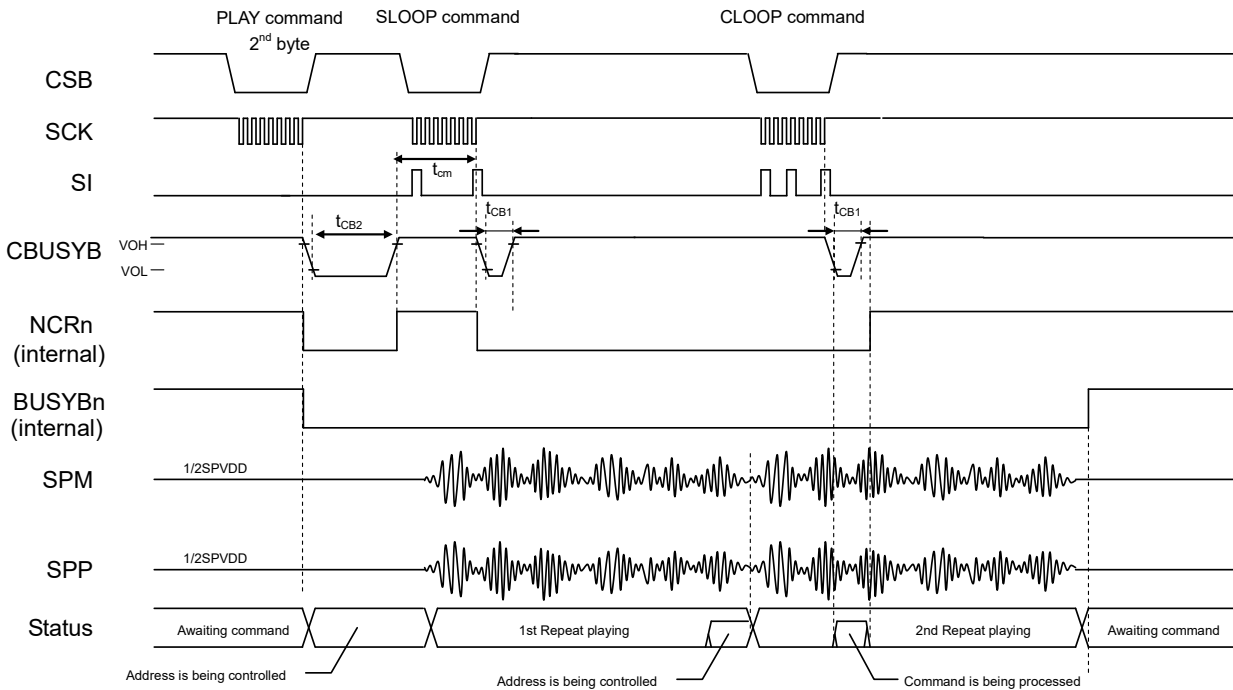 PLAY command SLOOP command CLOOP command
2nd byte
CSB
SCK
tcm
SI
tCB1 tCB1
tCB2
CBUSYB
VOH
VOL
NCRn
(internal)
BUSYBn
(internal)
1/2SPVDD
SPM
1/2SPVDD
SPP
Status Awaiting command 1st Repeat playing 2nd Repeat playing Awaiting command
Address is being controlled Address is being controlled Command is being processed